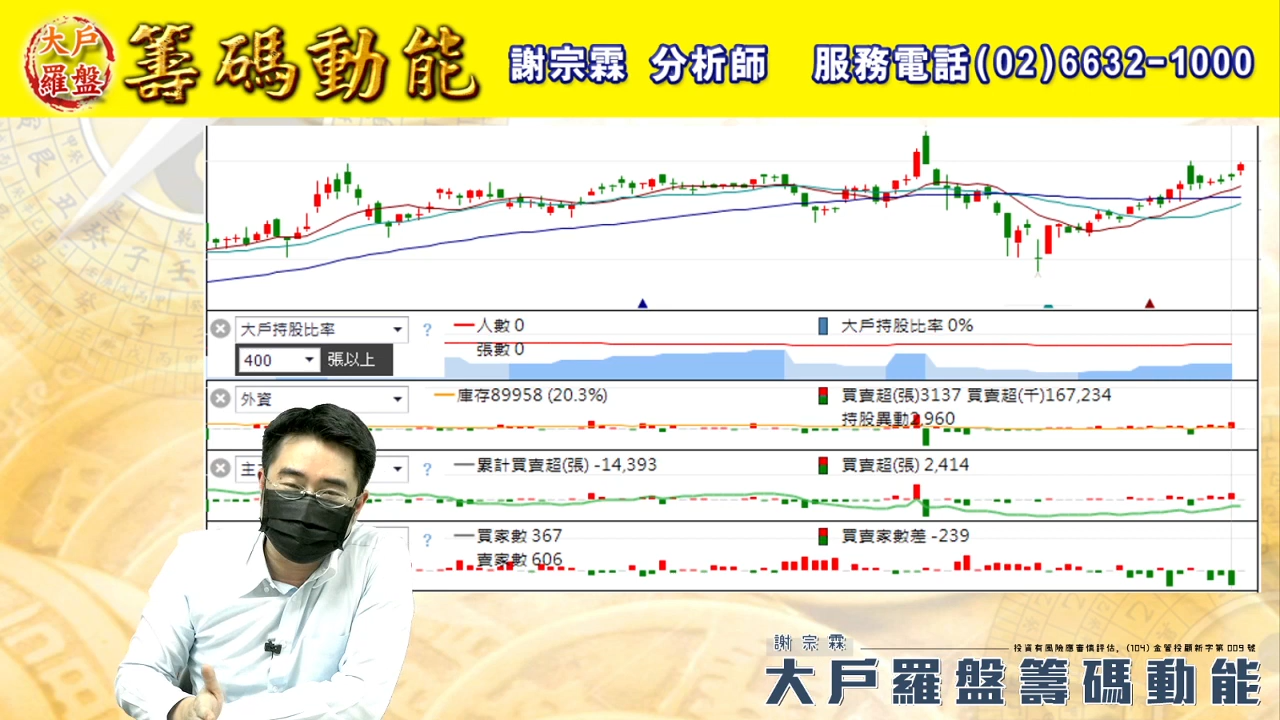 大戶
羅盤
籌碼動能
謝宗霖 分析師 服務電話(02)6632-1000
大戶持股比率
?
人數 0
張數 0
大戶持股比率 0%
400
張以上
外資
庫存89958 (20.3%)
買賣超(張)3137 買賣超(千)167,234
持股異動2,960
主
?
累計買賣超(張) -14,393
買賣超(張) 2,414
?
買家數 367
賣家數 606
買賣家數差 -239
謝宗霖
投資有風險應審慎評估。(104)金管投顧新字第 009 號
大戶羅盤籌碼動能